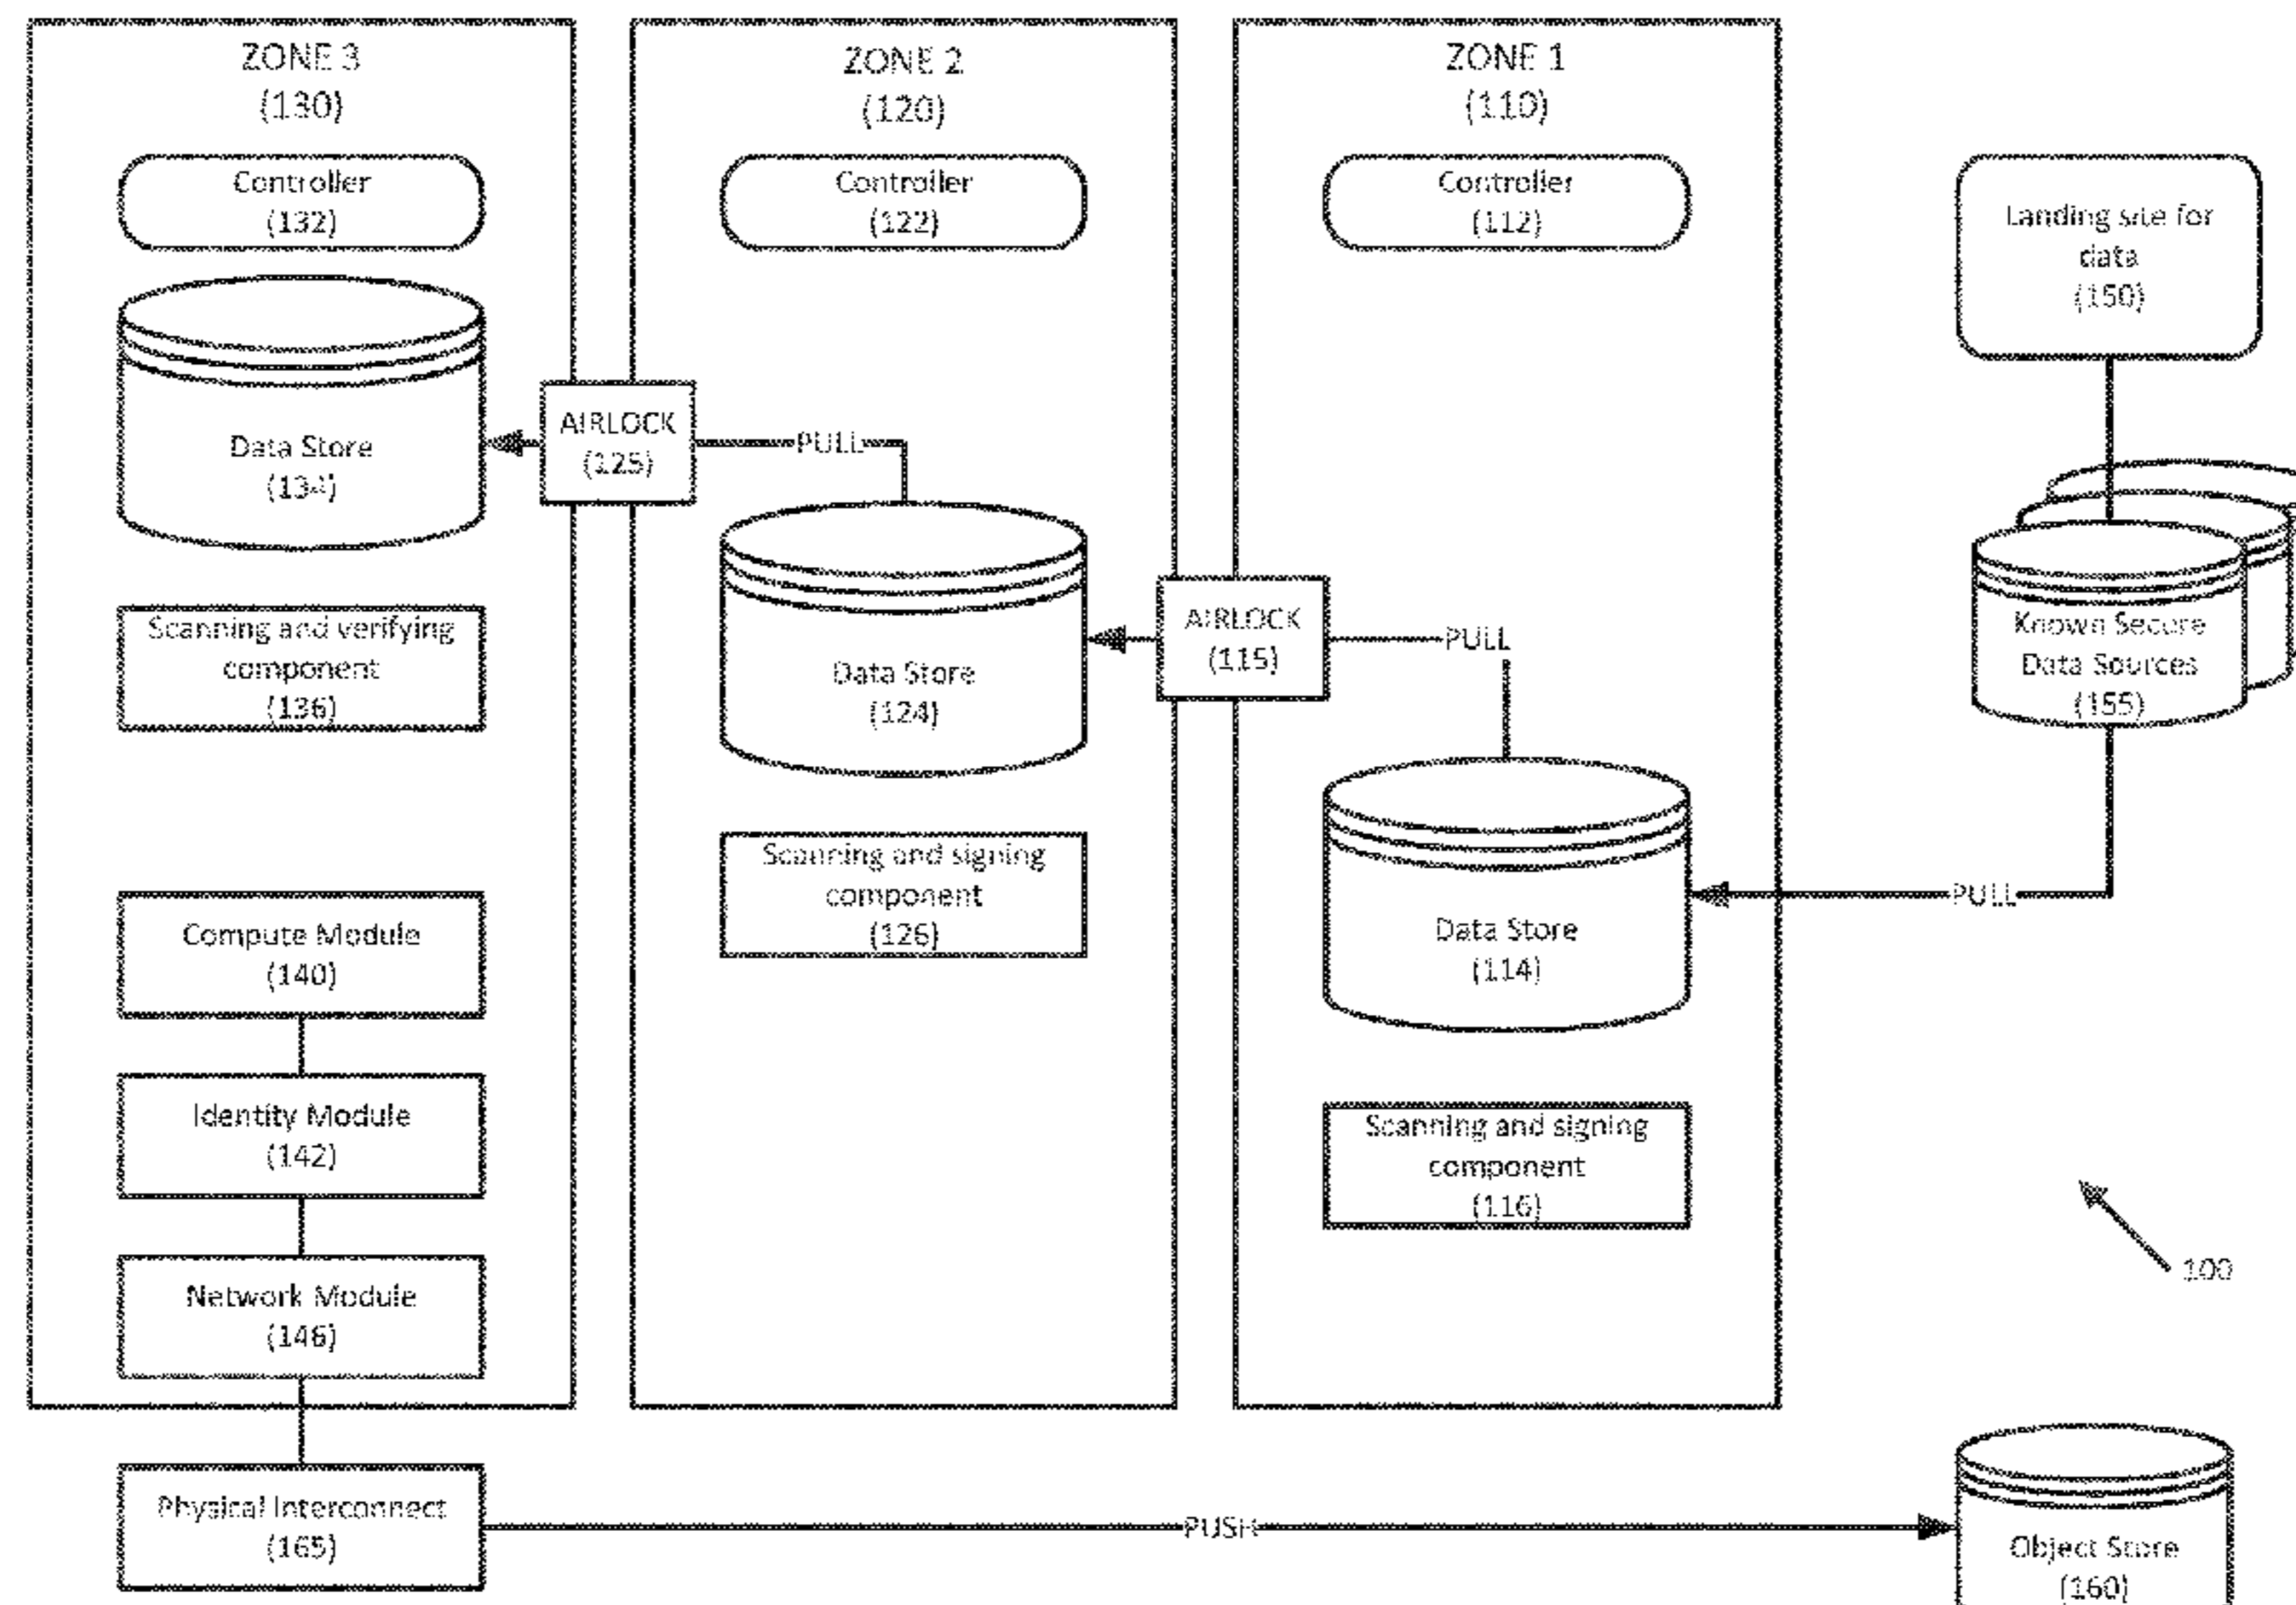 ZONE 3
(130)
Controller
(132)
Data Store
(134)
Scanning and verifying
component
(136)
Compute Module
(140)
Identity Module
(142)
Network Module
(146)
Physical Interconnect
(165)
AIRLOCK
(125)
PULL
ZONE 2
(120)
Controller
(122)
Data Store
(124)
Scanning and signing
component
(126)
AIRLOCK
(115)
PULL
ZONE 1
(110)
Controller
(112)
Data Store
(114)
Scanning and signing
component
(116)
Landing site for
data
(150)
Known Secure
Data Sources
(155)
PULL
100
PUSH
Object Store
(160)